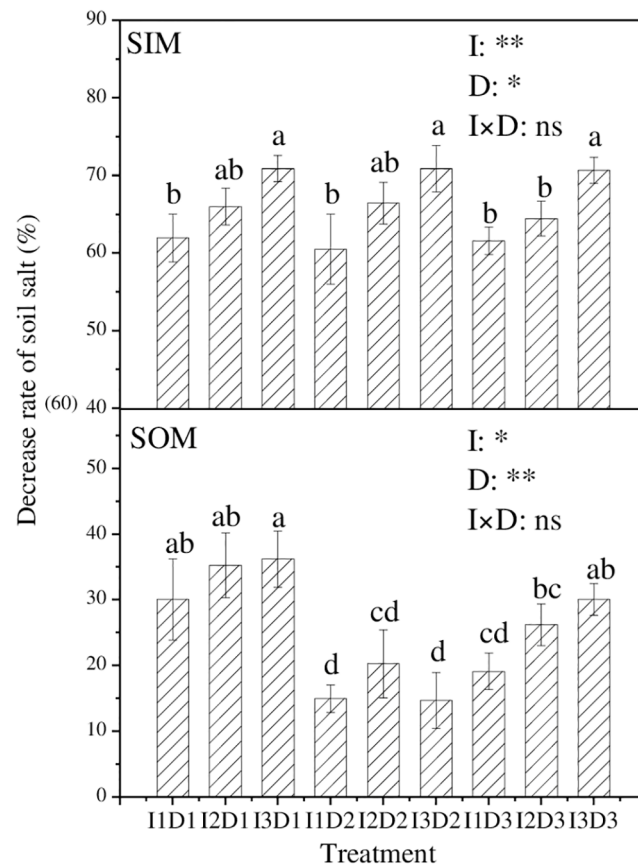 90
SIM
I: **
D: *
I×D: ns
80
70
60
50
(60) 40
b ab a b ab a b b a
Decrease rate of soil salt (%)
SOM
I: *
D: **
I×D: ns
50
40
30
20
10
0
ab ab a d cd d cd bc ab
I1D1 I2D1 I3D1 I1D2 I2D2 I3D2 I1D3 I2D3 I3D3
Treatment